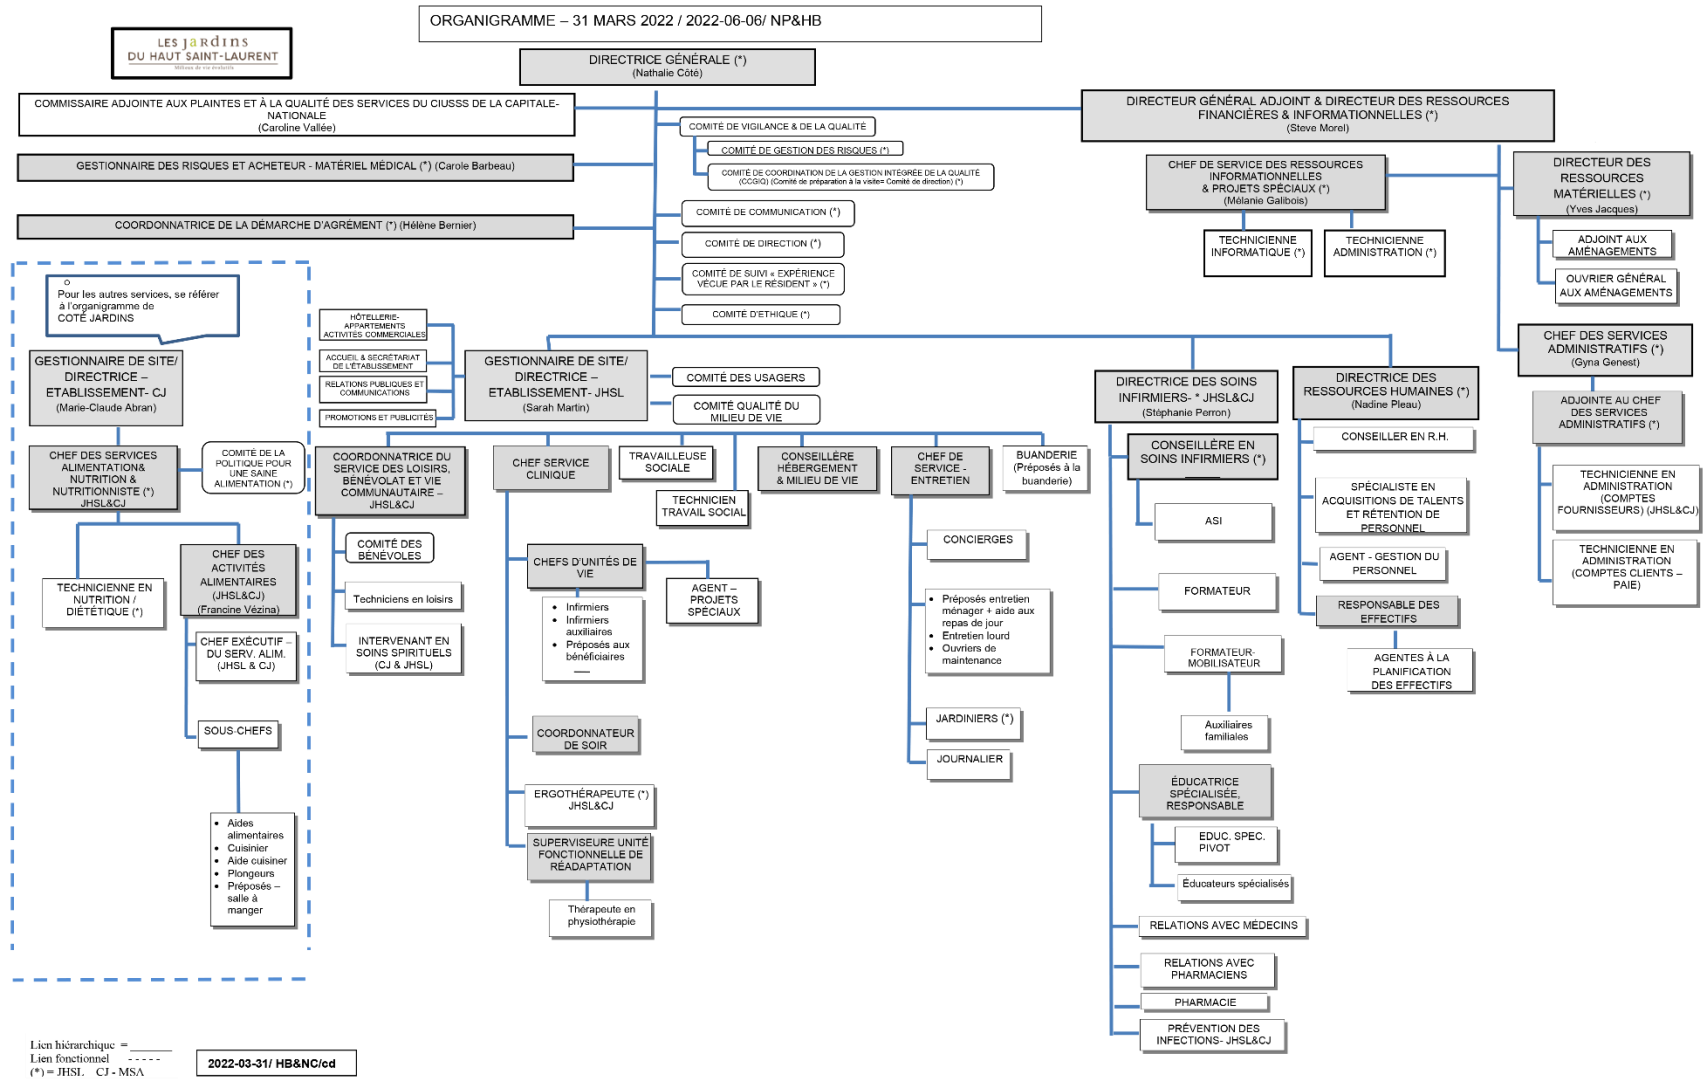 ORGANIGRAMME – 31 MARS 2022 / 2022-06-06/ NP&HB
LES JaRdINS
DU HAUT SAINT-LAURENT
Milieux de vie évolutifs
DIRECTRICE GÉNÉRALE (*)
(Nathalie Côté)
COMMISSAIRE ADJOINTE AUX PLAINTES ET À LA QUALITÉ DES SERVICES DU CIUSSS DE LA CAPITALE-
NATIONALE
(Caroline Vallée)
DIRECTEUR GÉNÉRAL ADJOINT & DIRECTEUR DES RESSOURCES
FINANCIÈRES & INFORMATIONNELLES (*)
(Steve Morel)
GESTIONNAIRE DES RISQUES ET ACHETEUR - MATÉRIEL MÉDICAL (*) (Carole Barbeau)
COORDONNATRICE DE LA DÉMARCHE D'AGRÉMENT (*) (Hélène Bernier)
COMITÉ DE VIGILANCE & DE LA QUALITÉ
COMITÉ DE GESTION DES RISQUES (*)
COMITÉ DE COORDINATION DE LA GESTION INTÉGRÉE DE LA QUALITÉ
(CCGIQ) (Comité de préparation à la visite= Comité de direction) (*)
COMITÉ DE COMMUNICATION (*)
COMITÉ DE DIRECTION (*)
COMITÉ DE SUIVI « EXPÉRIENCE
VÉCUE PAR LE RÉSIDENT » (*)
COMITÉ D'ETHIQUE (*)
CHEF DE SERVICE DES RESSOURCES
INFORMATIONNELLES
& PROJETS SPÉCIAUX (*)
(Mélanie Galibois)
TECHNICIENNE
INFORMATIQUE (*)
TECHNICIENNE
ADMINISTRATION (*)
DIRECTEUR DES
RESSOURCES
MATÉRIELLES (*)
(Yves Jacques)
ADJOINT AUX
AMÉNAGEMENTS
OUVRIER GÉNÉRAL
AUX AMÉNAGEMENTS
CHEF DES SERVICES
ADMINISTRATIFS (*)
(Gyna Genest)
ADJOINTE AU CHEF
DES SERVICES
ADMINISTRATIFS (*)
TECHNICIENNE EN
ADMINISTRATION
(COMPTES
FOURNISSEURS) (JHSL&CJ)
TECHNICIENNE EN
ADMINISTRATION
(COMPTES CLIENTS –
PAIE)
Pour les autres services, se référer
à l'organigramme de
COTÉ JARDINS
GESTIONNAIRE DE SITE/
DIRECTRICE –
ETABLISSEMENT- CJ
(Marie-Claude Abran)
CHEF DES SERVICES
ALIMENTATION&
NUTRITION &
NUTRITIONNISTE (*)
JHSL&CJ
COMITÉ DE LA
POLITIQUE POUR
UNE SAINE
ALIMENTATION (*)
TECHNICIENNE EN
NUTRITION /
DIÉTÉTIQUE (*)
CHEF DES
ACTIVITÉS
ALIMENTAIRES
(JHSL&CJ)
(Francine Vézina)
CHEF EXÉCUTIF –
DU SERV. ALIM.
(JHSL & CJ)
SOUS-CHEFS
• Aides
alimentaires
• Cuisinier
• Aide cuisiner
• Plongeurs
• Préposés –
salle à
manger
HÔTELLERIE-
APPARTEMENTS
ACTIVITÉS COMMERCIALES
ACCUEIL & SECRÉTARIAT
DE L'ÉTABLISSEMENT
RELATIONS PUBLIQUES ET
COMMUNICATIONS
PROMOTIONS ET PUBLICITÉS
GESTIONNAIRE DE SITE/
DIRECTRICE –
ETABLISSEMENT- JHSL
(Sarah Martin)
COMITÉ DES USAGERS
COMITÉ QUALITÉ DU
MILIEU DE VIE
COORDONNATRICE DU
SERVICE DES LOISIRS,
BÉNÉVOLAT ET VIE
COMMUNAUTAIRE –
JHSL&CJ
COMITÉ DES
BÉNÉVOLES
Techniciens en loisirs
INTERVENANT EN
SOINS SPIRITUELS
(CJ & JHSL)
CHEF SERVICE
CLINIQUE
CHEFS D'UNITÉS DE
VIE
• Infirmiers
• Infirmiers
auxiliaires
• Préposés aux
bénéficiaires
AGENT –
PROJETS
SPÉCIAUX
COORDONNATEUR
DE SOIR
ERGOTHÉRAPEUTE (*)
JHSL&CJ
SUPERVISEURE UNITÉ
FONCTIONNELLE DE
RÉADAPTATION
Thérapeute en
physiothérapie
TRAVAILLEUSE
SOCIALE
TECHNICIEN
TRAVAIL SOCIAL
CONSEILLÈRE
HÉBERGEMENT
& MILIEU DE VIE
CHEF DE
SERVICE -
ENTRETIEN
CONCIERGES
• Préposés entretien
ménager + aide aux
repas de jour
• Entretien lourd
• Ouvriers de
maintenance
JARDINIERS (*)
JOURNALIER
BUANDERIE
(Préposés à la
buanderie)
DIRECTRICE DES SOINS
INFIRMIERS- * JHSL&CJ
(Stéphanie Perron)
CONSEILLÈRE EN
SOINS INFIRMIERS (*)
ASI
FORMATEUR
FORMATEUR-
MOBILISATEUR
Auxiliaires
familiales
ÉDUCATRICE
SPÉCIALISÉE,
RESPONSABLE
EDUC. SPEC.
PIVOT
Éducateurs spécialisés
RELATIONS AVEC MÉDECINS
RELATIONS AVEC
PHARMACIENS
PHARMACIE
PRÉVENTION DES
INFECTIONS- JHSL&CJ
DIRECTRICE DES
RESSOURCES HUMAINES (*)
(Nadine Pleau)
CONSEILLER EN R.H.
SPÉCIALISTE EN
ACQUISITIONS DE TALENTS
ET RÉTENTION DE
PERSONNEL
AGENT - GESTION DU
PERSONNEL
RESPONSABLE DES
EFFECTIFS
AGENTES À LA
PLANIFICATION
DES EFFECTIFS
Lien hiérarchique = _______
Lien fonctionnel - - - - -
(*) = JHSL CJ - MSA
2022-03-31/ HB&NC/cd